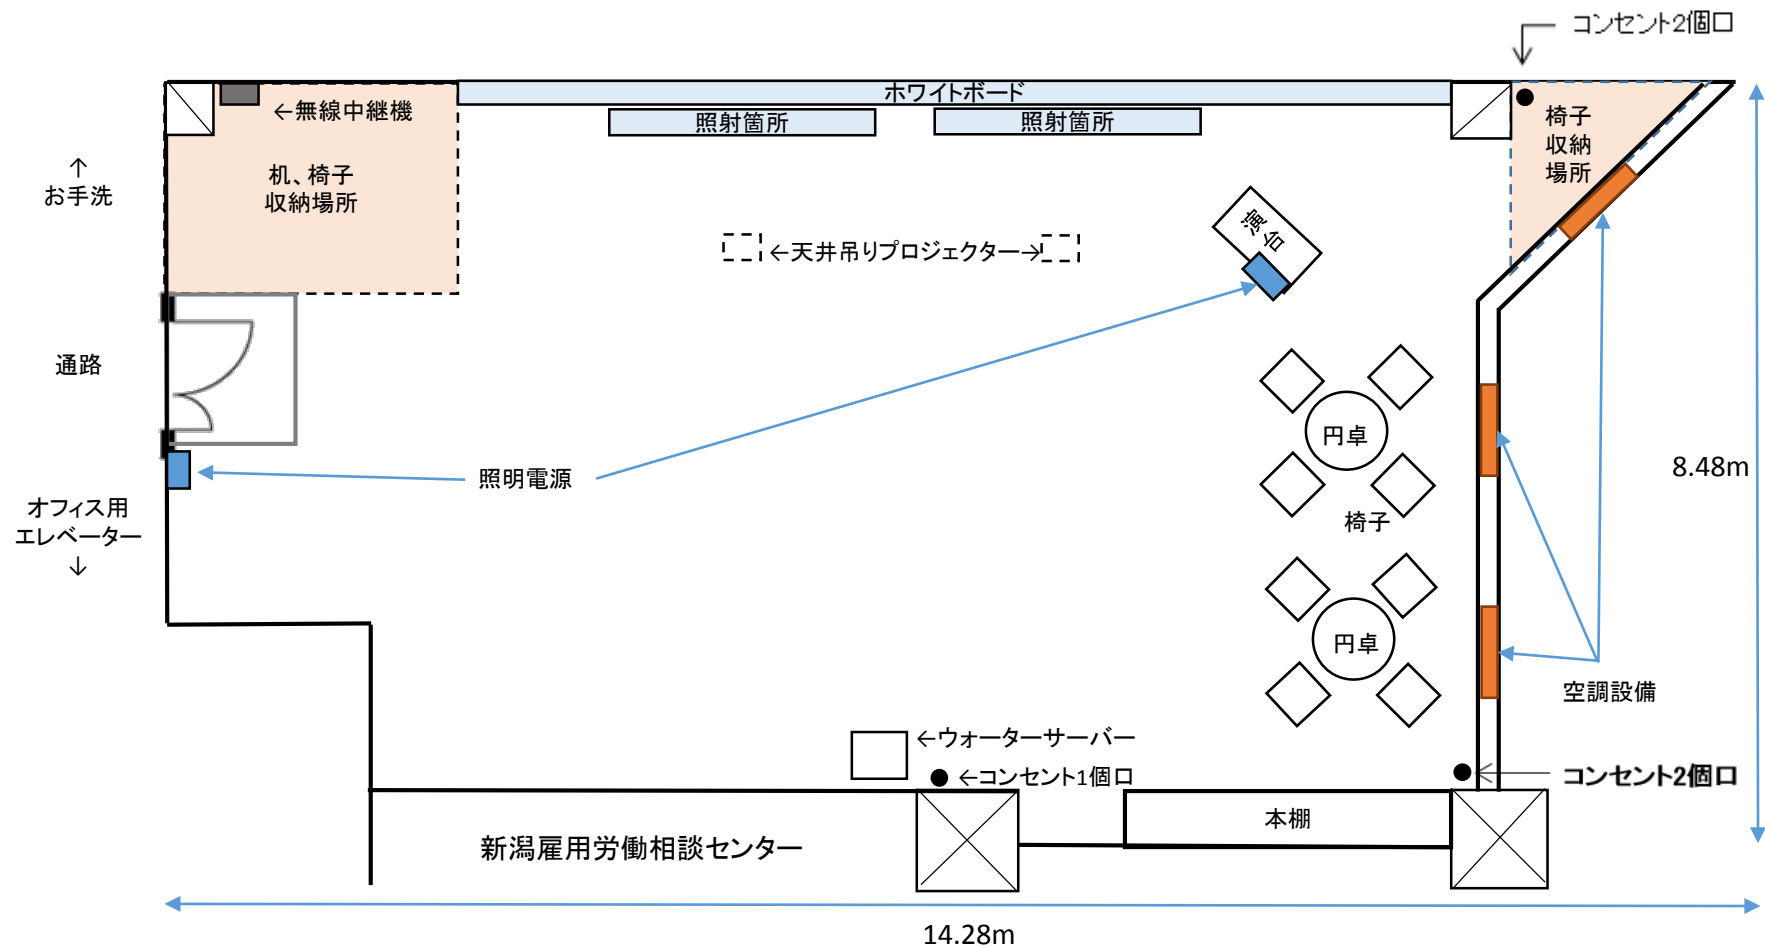 コンセント2個口
ホワイトボード
←無線中継機
照射箇所
照射箇所
椅子
収納
場所
↑
お手洗
机、椅子
収納場所
演台
←天井吊りプロジェクター→
通路
円卓
照明電源
8.48m
オフィス用
エレベーター
↓
椅子
円卓
空調設備
←ウォーターサーバー
←コンセント1個口
コンセント2個口
本棚
新潟雇用労働相談センター
14.28m